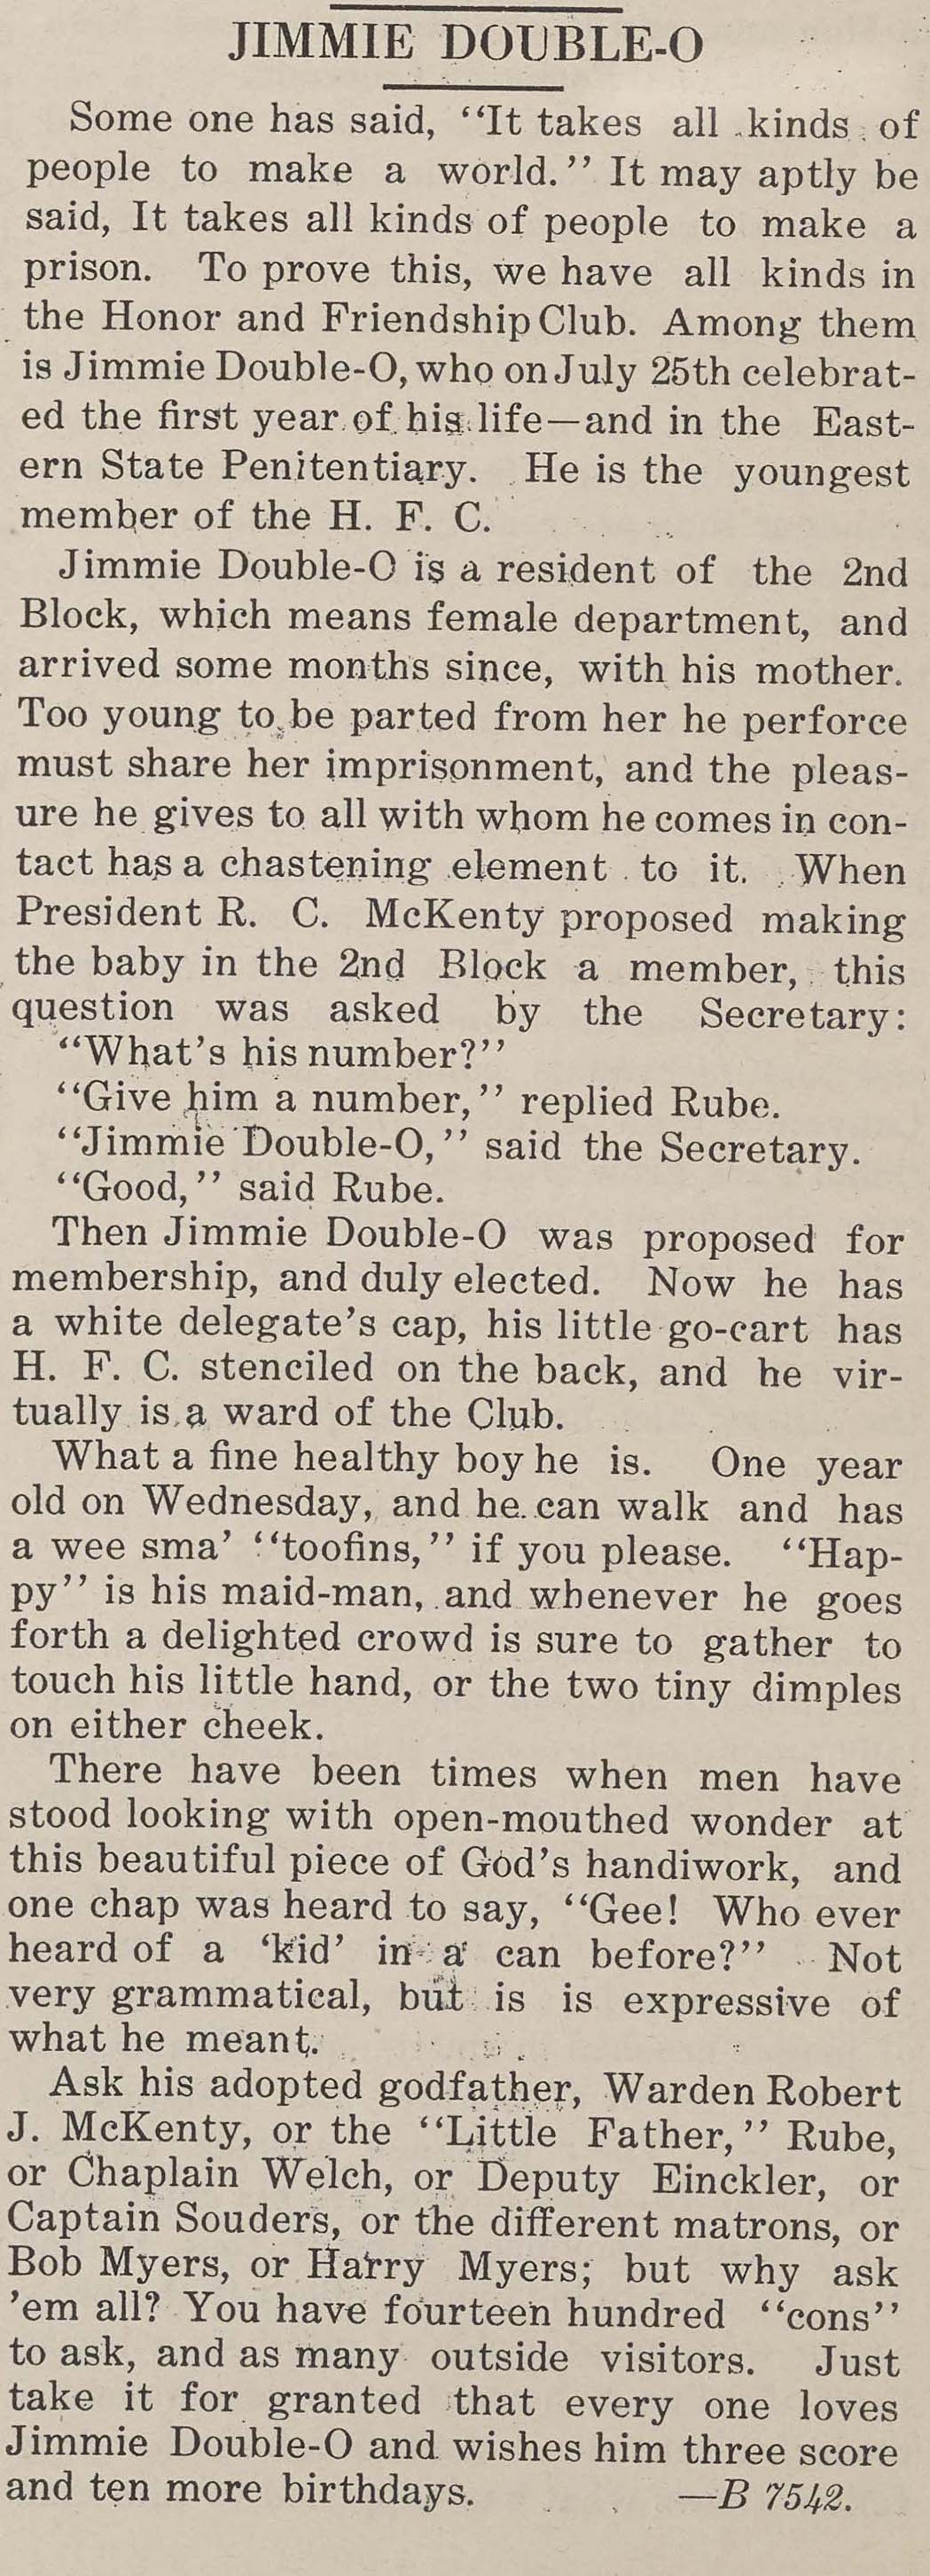 JIMMIE DOUBLE-O
Some one has said, "It takes all kinds of
people to make a world." It may aptly be
said, It takes all kinds of people to make a
prison. To prove this, we have all kinds in
the Honor and Friendship Club. Among them
is Jimmie Double-O, who on July 25th celebrat-
ed the first year of his life—and in the East-
ern State Penitentiary. He is the youngest
member of the H. F. C.
Jimmie Double-O is a resident of the 2nd
Block, which means female department, and
arrived some months since, with his mother.
Too young to be parted from her he perforce
must share her imprisonment, and the pleas-
ure he gives to all with whom he comes in con-
tact has a chastening element to it. When
President R. C. McKenty proposed making
the baby in the 2nd Block a member, this
question was asked by the Secretary:
"What's his number?"
"Give him a number," replied Rube.
"Jimmie Double-O," said the Secretary.
"Good," said Rube.
Then Jimmie Double-O was proposed for
membership, and duly elected. Now he has
a white delegate's cap, his little go-cart has
H. F. C. stenciled on the back, and he vir-
tually is a ward of the Club.
What a fine healthy boy he is. One year
old on Wednesday, and he can walk and has
a wee sma' "toofins," if you please. "Hap-
py" is his maid-man, and whenever he goes
forth a delighted crowd is sure to gather to
touch his little hand, or the two tiny dimples
on either cheek.
There have been times when men have
stood looking with open-mouthed wonder at
this beautiful piece of God's handiwork, and
one chap was heard to say, "Gee! Who ever
heard of a 'kid' in a can before?" Not
very grammatical, but is is expressive of
what he meant.
Ask his adopted godfather, Warden Robert
J. McKenty, or the "Little Father," Rube,
or Chaplain Welch, or Deputy Einckler, or
Captain Souders, or the different matrons, or
Bob Myers, or Harry Myers; but why ask
'em all? You have fourteen hundred "cons"
to ask, and as many outside visitors. Just
take it for granted that every one loves
Jimmie Double-O and wishes him three score
and ten more birthdays. —B 7542.